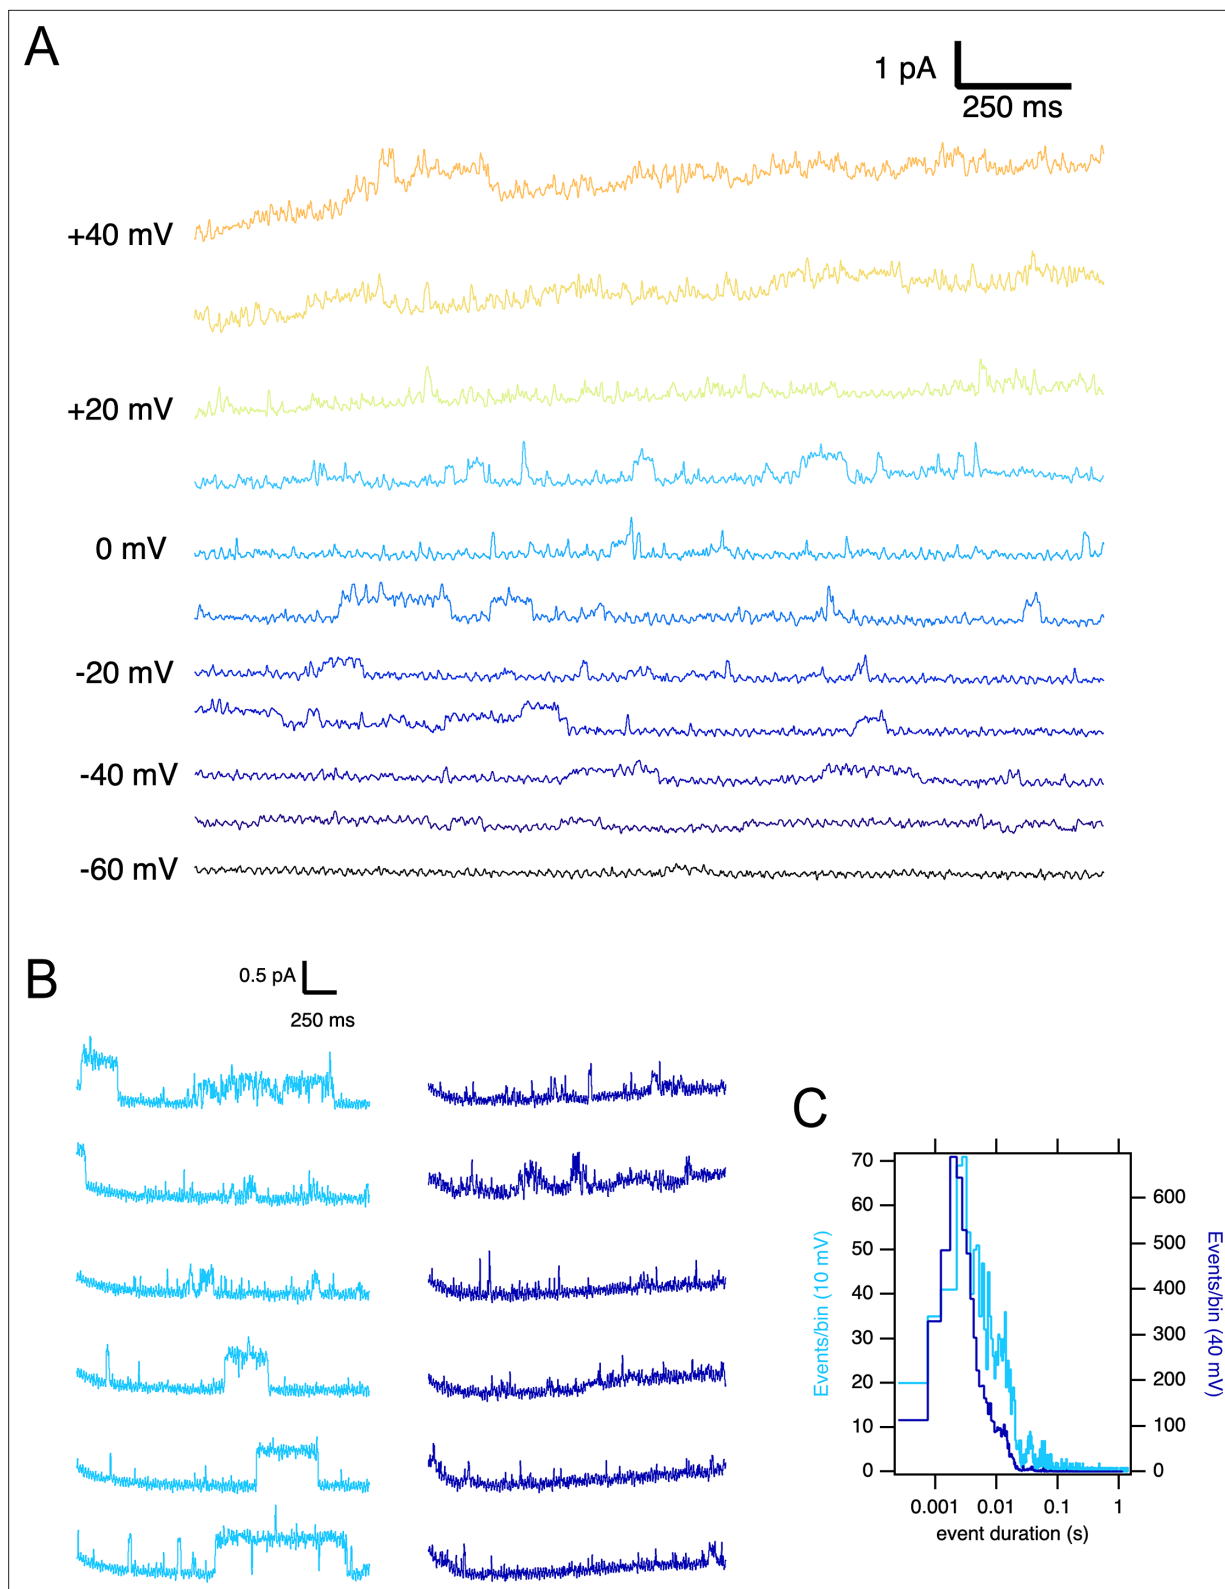 A
1 pA
250 ms
+40 mV
+20 mV
0 mV
-20 mV
-40 mV
-60 mV
B
0.5 pA
250 ms
C
70
60
50
40
30
20
10
0
Events/bin (10 mV)
600
500
400
300
200
100
0
Events/bin (40 mV)
0.001 0.01 0.1 1
event duration (s)